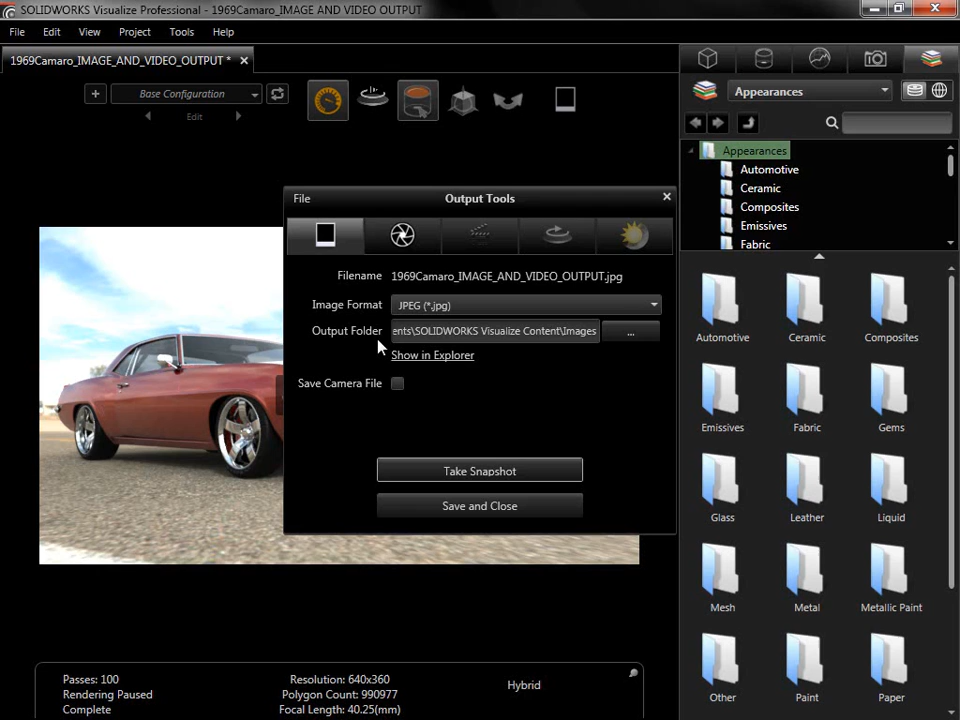 SOLIDWORKS Visualize Professional - 1969Camaro_IMAGE AND VIDEO OUTPUT
File Edit View Project Tools Help
1969Camaro_IMAGE_AND_VIDEO_OUTPUT *
Base Configuration
Edit
Appearances
Appearances
Automotive
Ceramic
Composites
Emissives
Fabric
File Output Tools
Filename 1969Camaro_IMAGE_AND_VIDEO_OUTPUT.jpg
Image Format JPEG (*.jpg)
Output Folder ents\SOLIDWORKS Visualize Content\Images ...
Show in Explorer
Save Camera File
Take Snapshot
Save and Close
Automotive Ceramic Composites
Emissives Fabric Gems
Glass Leather Liquid
Mesh Metal Metallic Paint
Other Paint Paper
Passes: 100 Resolution: 640x360
Rendering Paused Polygon Count: 990977 Hybrid
Complete Focal Length: 40.25(mm)